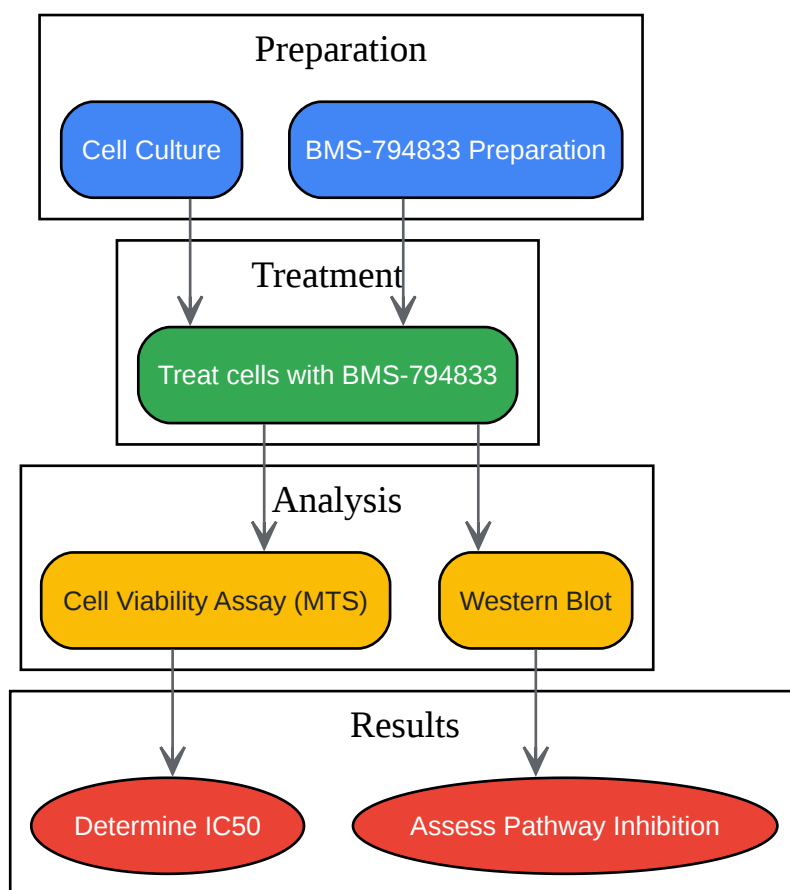 Preparation
Cell Culture
BMS-794833 Preparation
Treatment
Treat cells with BMS-794833
Analysis
Cell Viability Assay (MTS)
Western Blot
Results
Determine IC50
Assess Pathway Inhibition